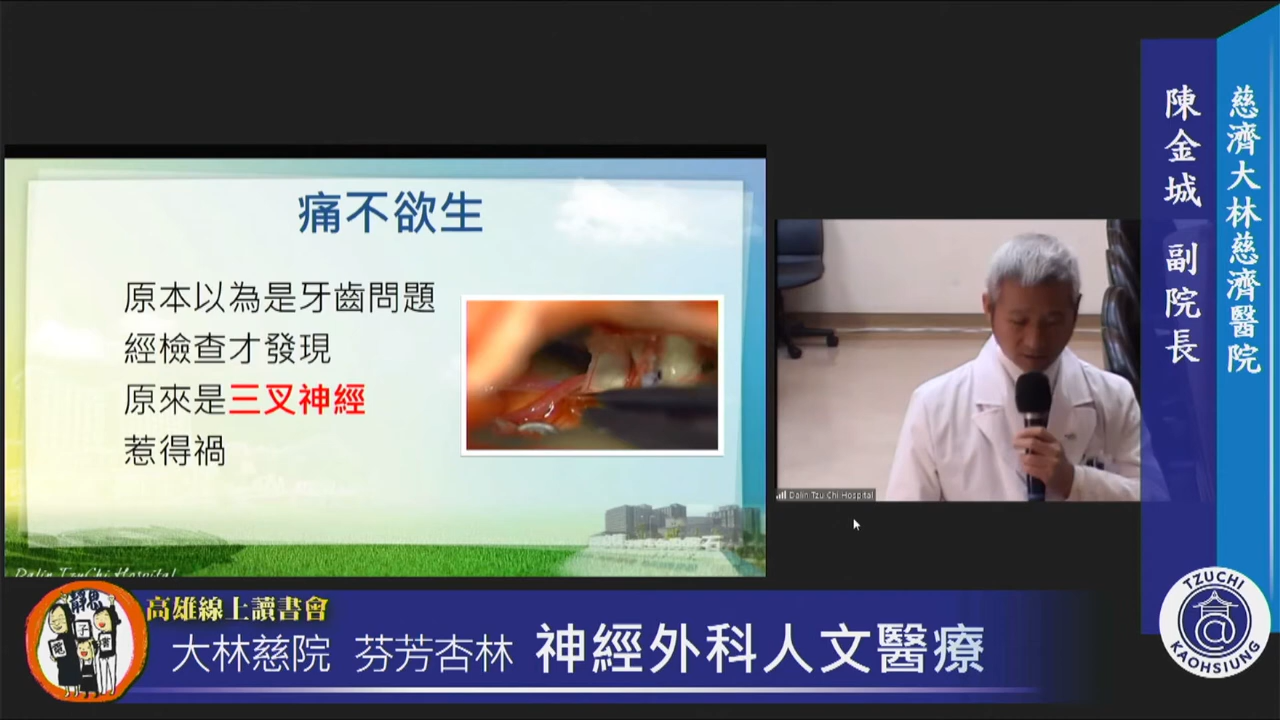 痛不欲生
原本以為是牙齒問題
經檢查才發現
原來是三叉神經
惹得禍
Dalin TzuChi Hospital
Dalin Tzu Chi Hospital
陳金城 副院長
慈濟大林慈濟醫院
靜思
高雄線上讀書會
大林慈院 芬芳杏林 神經外科人文醫療
TZUCHI
KAOHSIUNG